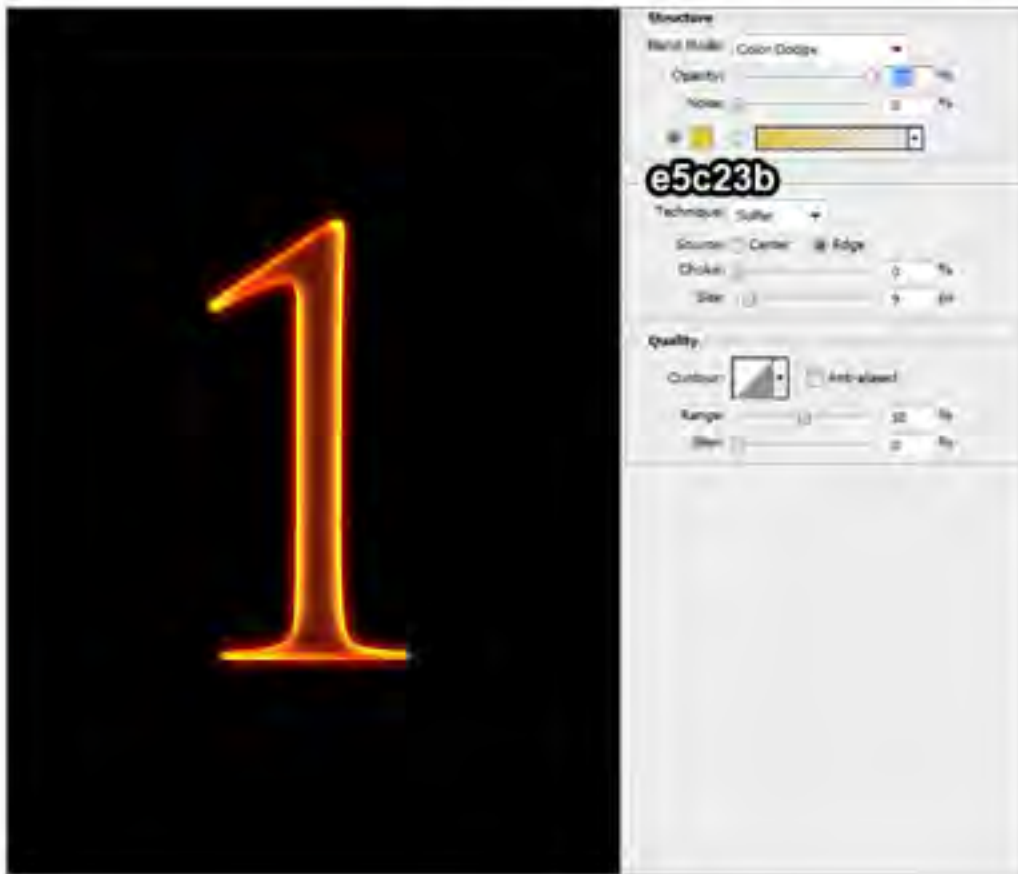 1
Structure
Blend Mode: Color Dodge
Opacity: %
Noise: 0 %
e5c23b
Technique: Softer
Source: Center Edge
Choke: 0 %
Size: 9 px
Quality
Contour: Anti-aliased
Range: %
Jitter: 0 %